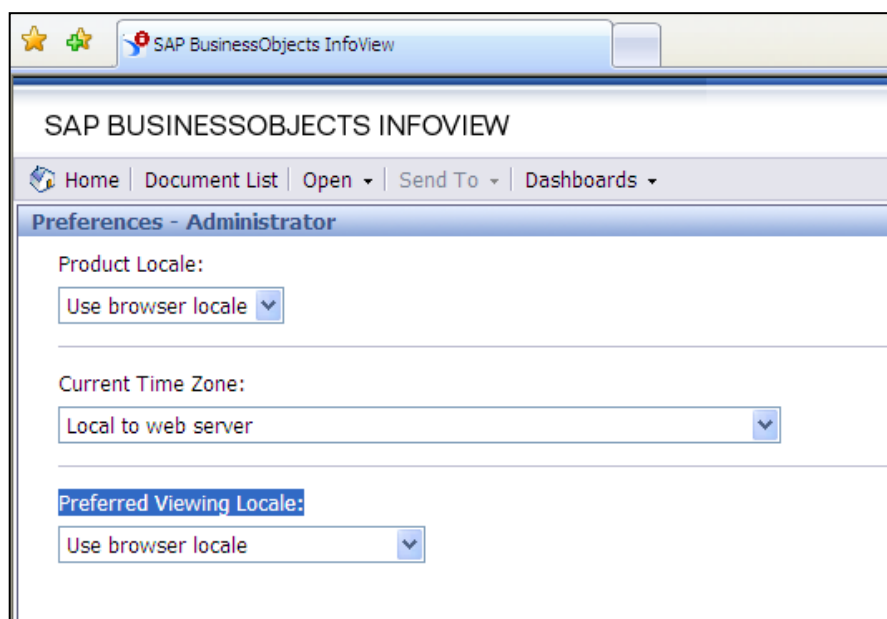 SAP BusinessObjects InfoView
SAP BUSINESSOBJECTS INFOVIEW
Home Document List Open Send To Dashboards
Preferences - Administrator
Product Locale:
Use browser locale
Current Time Zone:
Local to web server
Preferred Viewing Locale:
Use browser locale